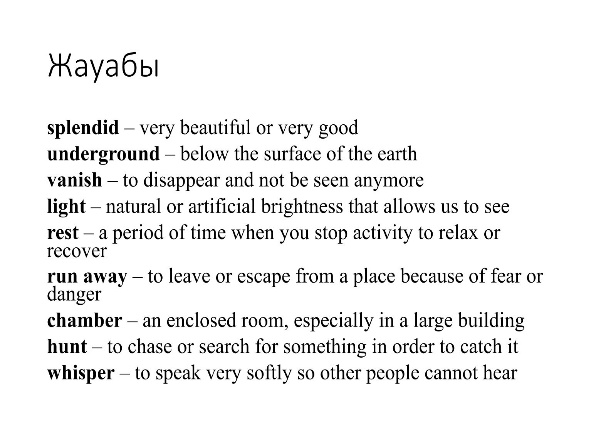 Жауабы
splendid – very beautiful or very good
underground – below the surface of the earth
vanish – to disappear and not be seen anymore
light – natural or artificial brightness that allows us to see
rest – a period of time when you stop activity to relax or
recover
run away – to leave or escape from a place because of fear or
danger
chamber – an enclosed room, especially in a large building
hunt – to chase or search for something in order to catch it
whisper – to speak very softly so other people cannot hear